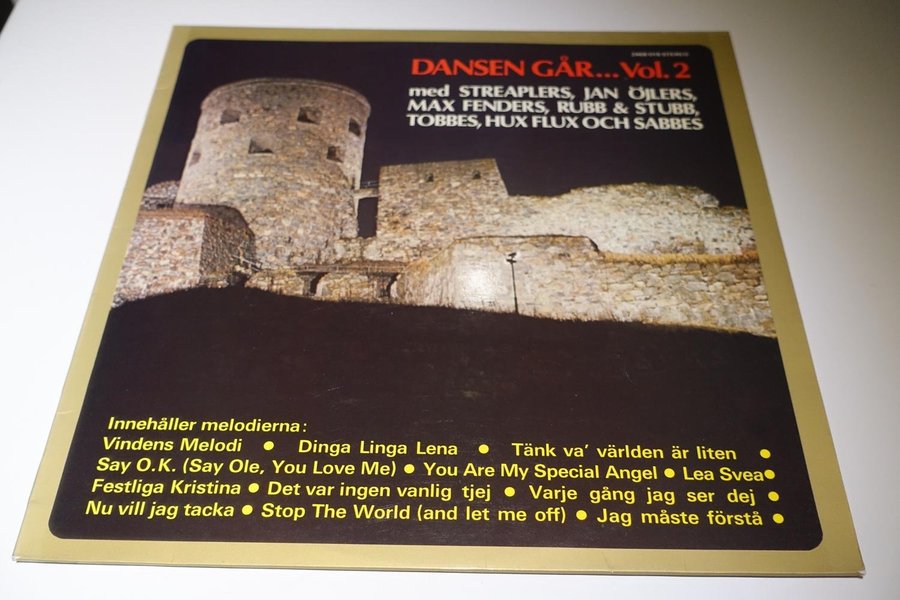 DANSEN GÅR...Vol. 2
med STREAPLERS, JAN ÖJLERS,
MAX FENDERS, RUBB & STUBB,
TOBBES, HUX FLUX OCH SABBES
Innehåller melodierna:
Vindens Melodi ● Dinga Linga Lena ● Tänk va' världen är liten ●
Say O.K. (Say Ole, You Love Me) ● You Are My Special Angel ● Lea Svea●
Festliga Kristina ● Det var ingen vanlig tjej ● Varje gång jag ser dej ●
Nu vill jag tacka ● Stop The World (and let me off) ● Jag måste förstå ●